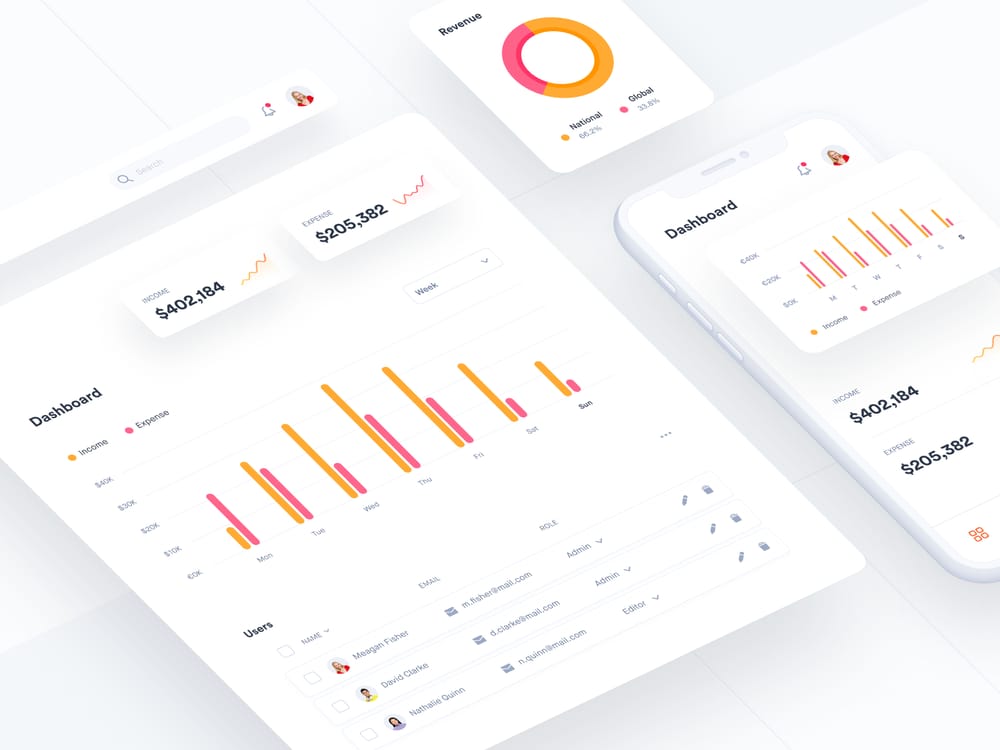 Revenue
National
66.2%
Global
33.8%
Search
EXPENSE
$205,382
INCOME
$402,184
Week
Dashboard
Income
Expense
$40K
$30K
$20K
$10K
€0K
Mon
Tue
Wed
Thu
Fri
Sat
Sun
Users
NAME
EMAIL
ROLE
Meagan Fisher
m.fisher@mail.com
Admin
David Clarke
d.clarke@mail.com
Admin
Nathalie Quinn
n.quinn@mail.com
Editor
Dashboard
€40K
€20K
$0K
M T W T F S S
Income
Expense
INCOME
$402,184
EXPENSE
$205,382